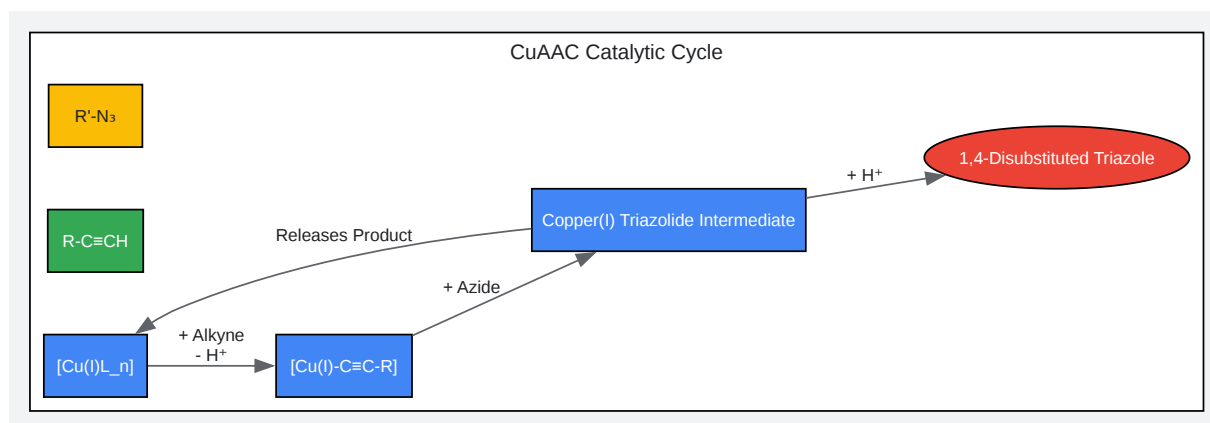 CuAAC Catalytic Cycle
R'-N₃
1,4-Disubstituted Triazole
+ H⁺
Copper(I) Triazolide Intermediate
R-C≡CH
Releases Product
+ Azide
+ Alkyne
- H⁺
[Cu(I)L_n]
[Cu(I)-C≡C-R]